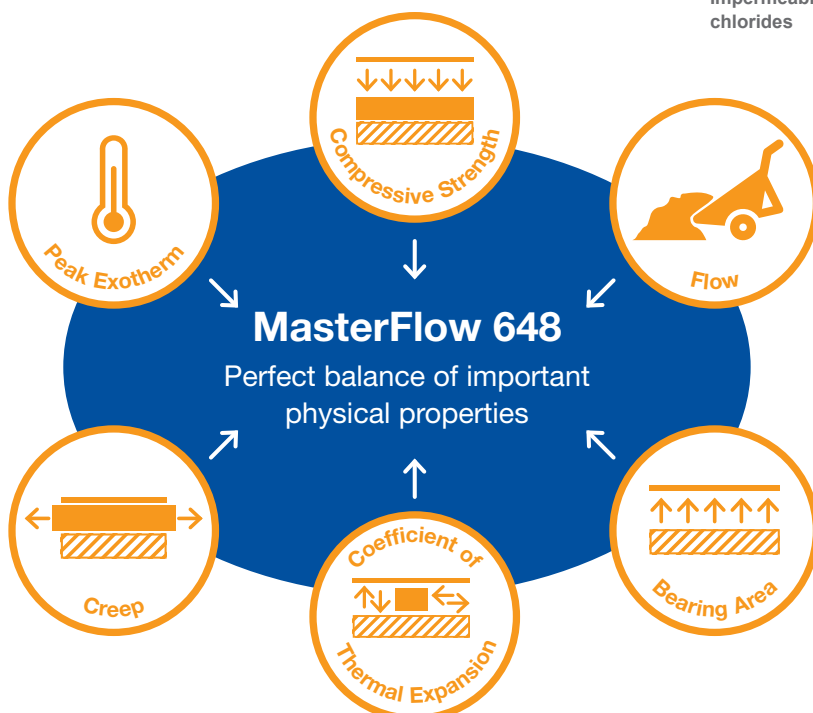 chlorides
Compressive Strength
Peak Exotherm
Flow
MasterFlow 648
Perfect balance of important
physical properties
Creep
Coefficient of
Thermal Expansion
Bearing Area